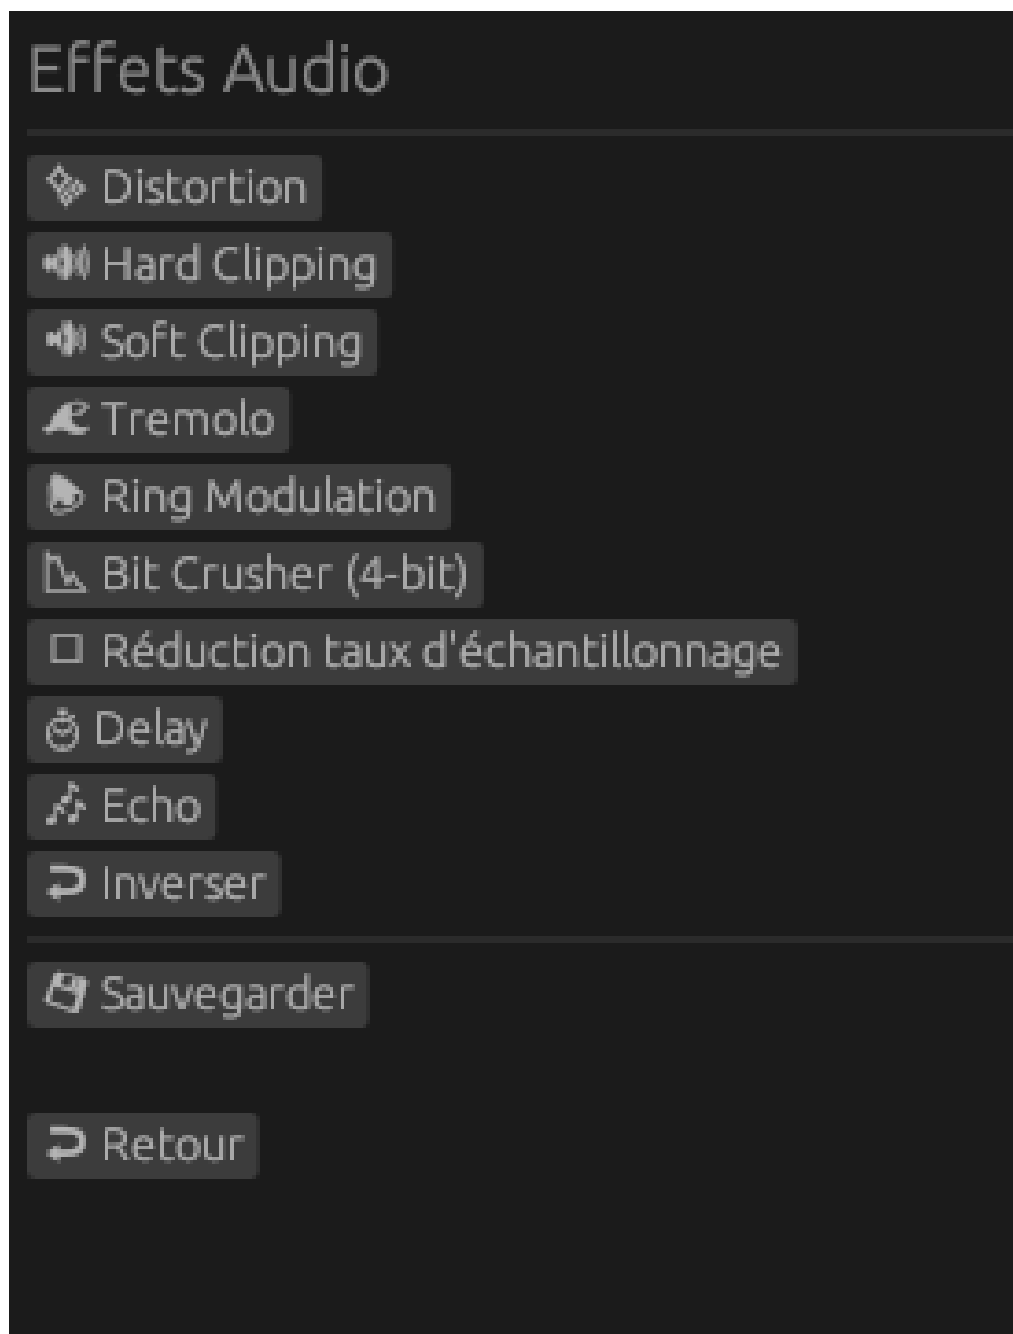 Effets Audio
Distortion
Hard Clipping
Soft Clipping
Tremolo
Ring Modulation
Bit Crusher (4-bit)
Réduction taux d'échantillonnage
Delay
Echo
Inverser
Sauvegarder
Retour